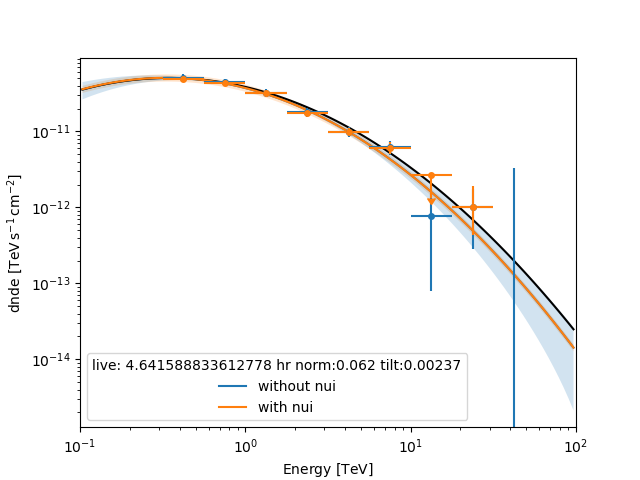 10⁻¹¹
10⁻¹²
10⁻¹³
10⁻¹⁴
dnde [TeV s⁻¹ cm⁻²]
live: 4.641588833612778 hr norm:0.062 tilt:0.00237
without nui
with nui
10⁻¹ 10⁰ 10¹ 10²
Energy [TeV]